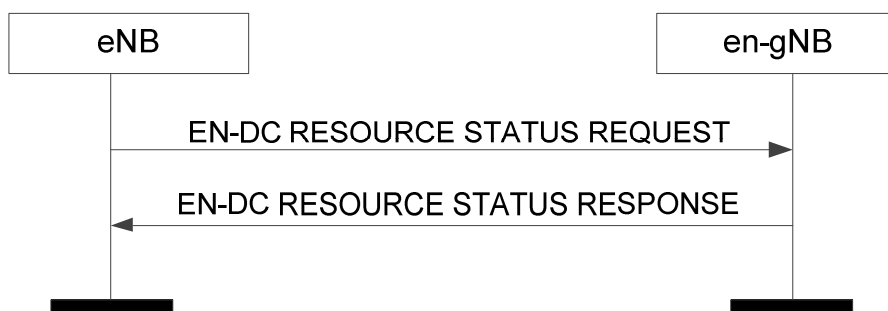 eNB
en-gNB
EN-DC RESOURCE STATUS REQUEST
EN-DC RESOURCE STATUS RESPONSE